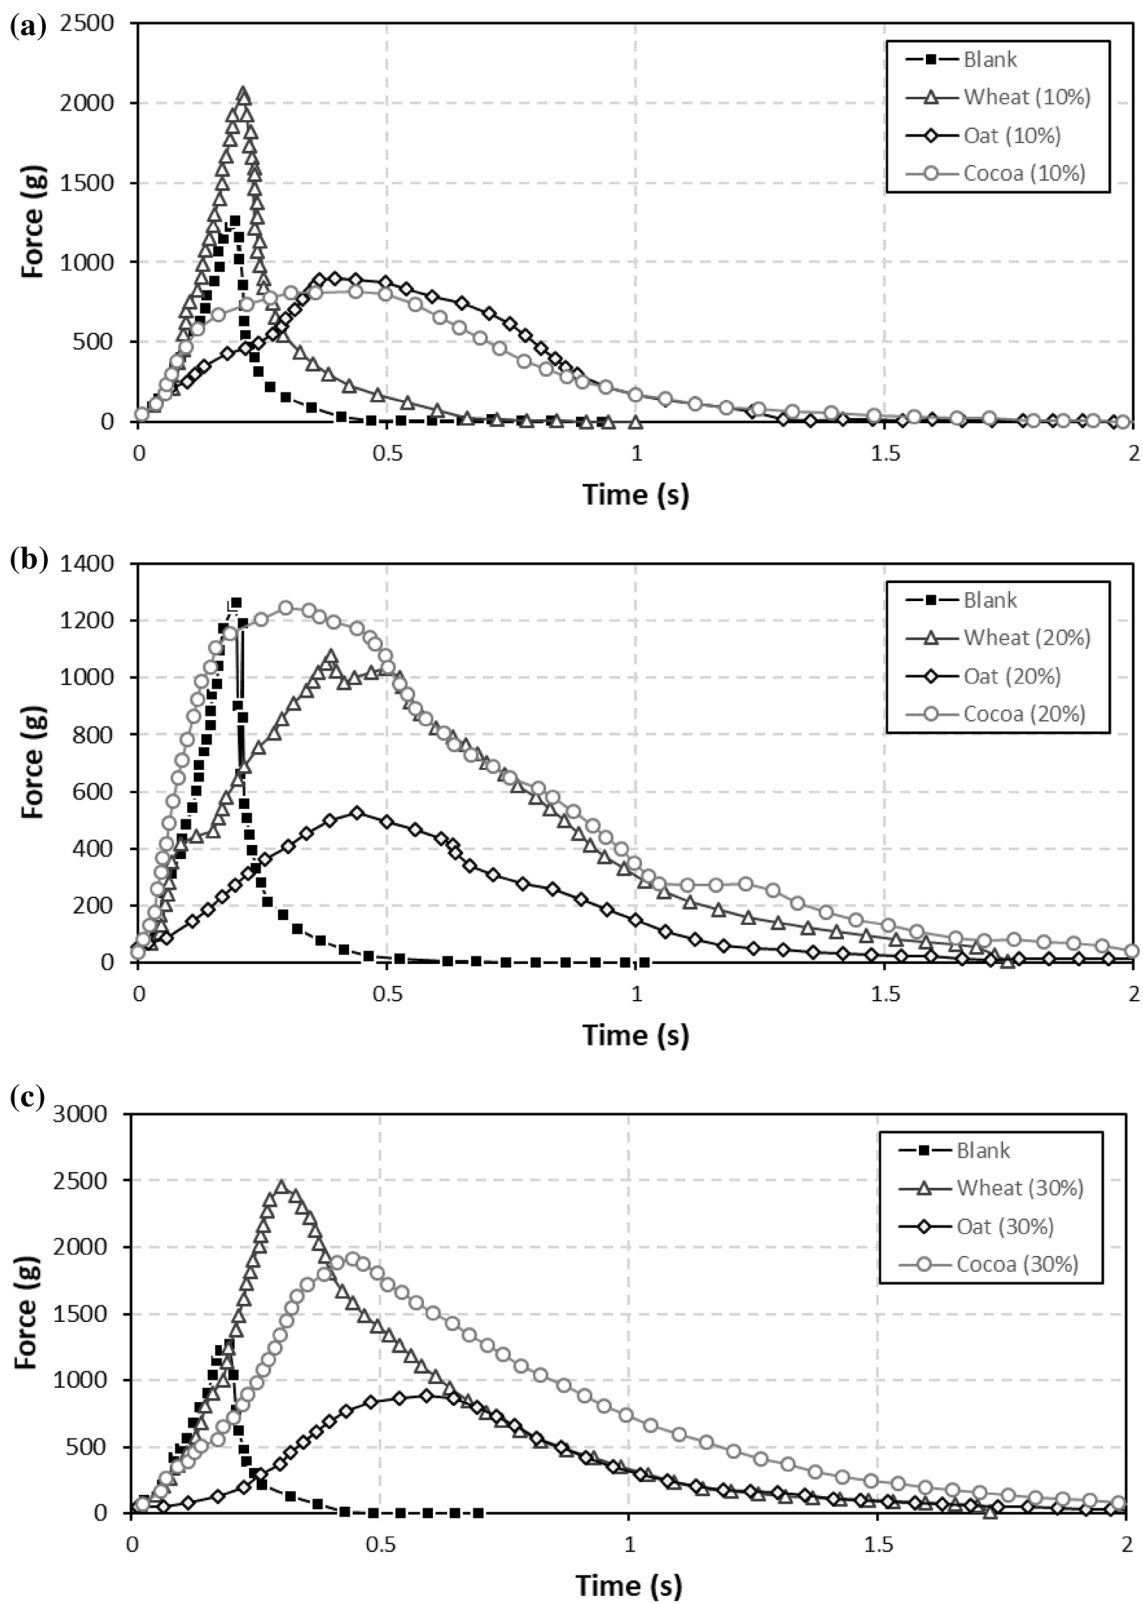 (a)
2500
2000
1500
1000
500
0
Force (g)
Blank
Wheat (10%)
Oat (10%)
Cocoa (10%)
0 0.5 1 1.5 2
Time (s)
(b)
1400
1200
1000
800
600
400
200
0
Force (g)
Blank
Wheat (20%)
Oat (20%)
Cocoa (20%)
0 0.5 1 1.5 2
Time (s)
(c)
3000
2500
2000
1500
1000
500
0
Force (g)
Blank
Wheat (30%)
Oat (30%)
Cocoa (30%)
0 0.5 1 1.5 2
Time (s)